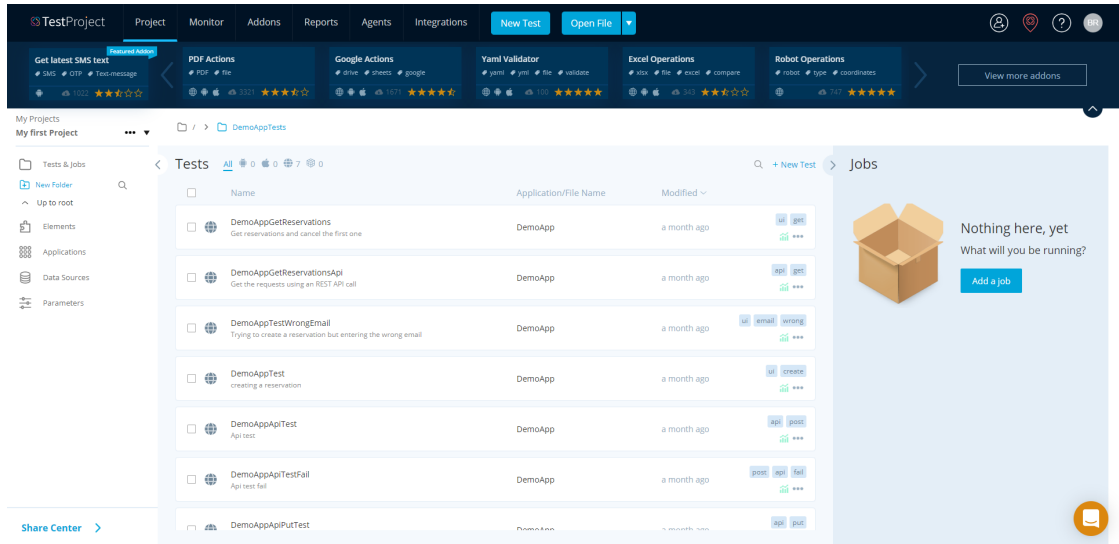 TestProject Project Monitor Addons Reports Agents Integrations New Test Open File BR
Featured Addon
Get latest SMS text
SMS OTP Text-message
1022
PDF Actions
PDF file
3321
Google Actions
drive sheets google
1671
Yaml Validator
yaml yml file validate
100
Excel Operations
xlsx file excel compare
343
Robot Operations
robot type coordinates
747
View more addons
My Projects
My first Project
/ > DemoAppTests
Tests & Jobs
New Folder
Up to root
Elements
Applications
Data Sources
Parameters
Share Center
Tests All 0 0 7 0 + New Test
Name Application/File Name Modified
DemoAppGetReservations
Get reservations and cancel the first one
DemoApp a month ago ui get
DemoAppGetReservationsApi
Get the requests using an REST API call
DemoApp a month ago api get
DemoAppTestWrongEmail
Trying to create a reservation but entering the wrong email
DemoApp a month ago ui email wrong
DemoAppTest
creating a reservation
DemoApp a month ago ui create
DemoAppApiTest
Api test
DemoApp a month ago api post
DemoAppApiTestFail
Api test fail
DemoApp a month ago post api fail
DemoAppApiPutTest
DemoApp a month ago api put
Jobs
Nothing here, yet
What will you be running?
Add a job